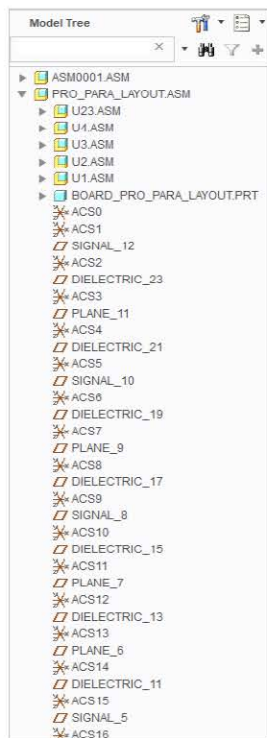 Model Tree
ASM0001.ASM
PRO_PARA_LAYOUT.ASM
U23.ASM
U4.ASM
U3.ASM
U2.ASM
U1.ASM
BOARD_PRO_PARA_LAYOUT.PRT
ACS0
ACS1
SIGNAL_12
ACS2
DIELECTRIC_23
ACS3
PLANE_11
ACS4
DIELECTRIC_21
ACS5
SIGNAL_10
ACS6
DIELECTRIC_19
ACS7
PLANE_9
ACS8
DIELECTRIC_17
ACS9
SIGNAL_8
ACS10
DIELECTRIC_15
ACS11
PLANE_7
ACS12
DIELECTRIC_13
ACS13
PLANE_6
ACS14
DIELECTRIC_11
ACS15
SIGNAL_5
ACS16